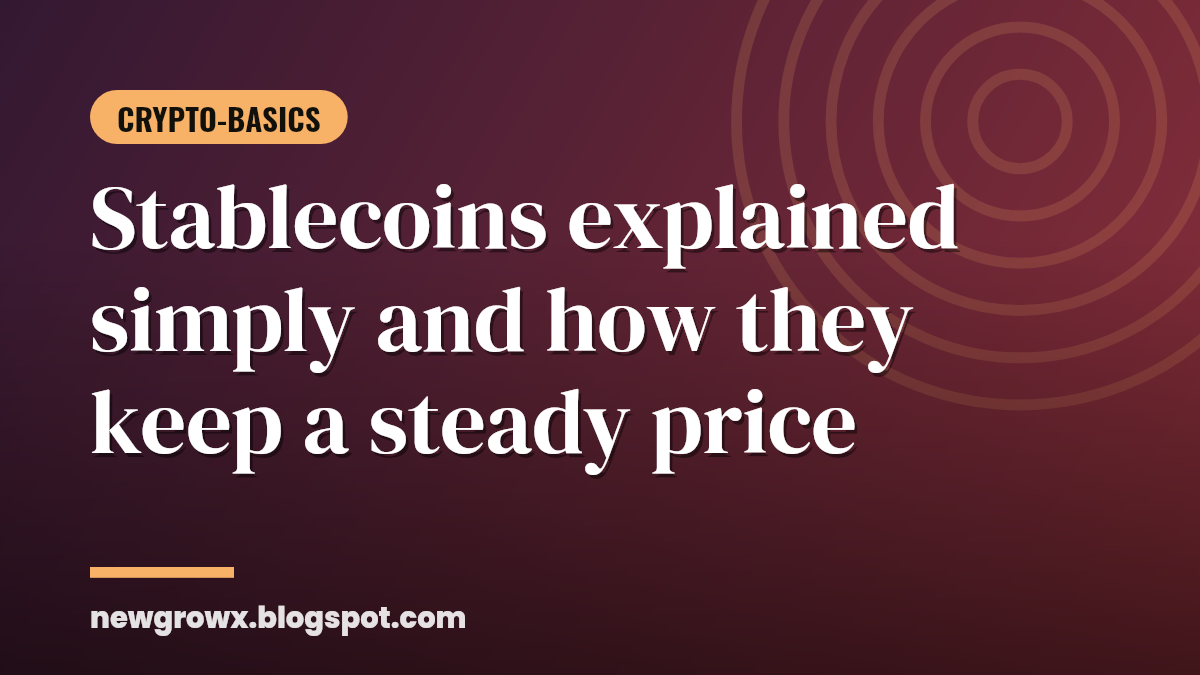 CRYPTO-BASICS
Stablecoins explained
simply and how they
keep a steady price
newgrowx.blogspot.com